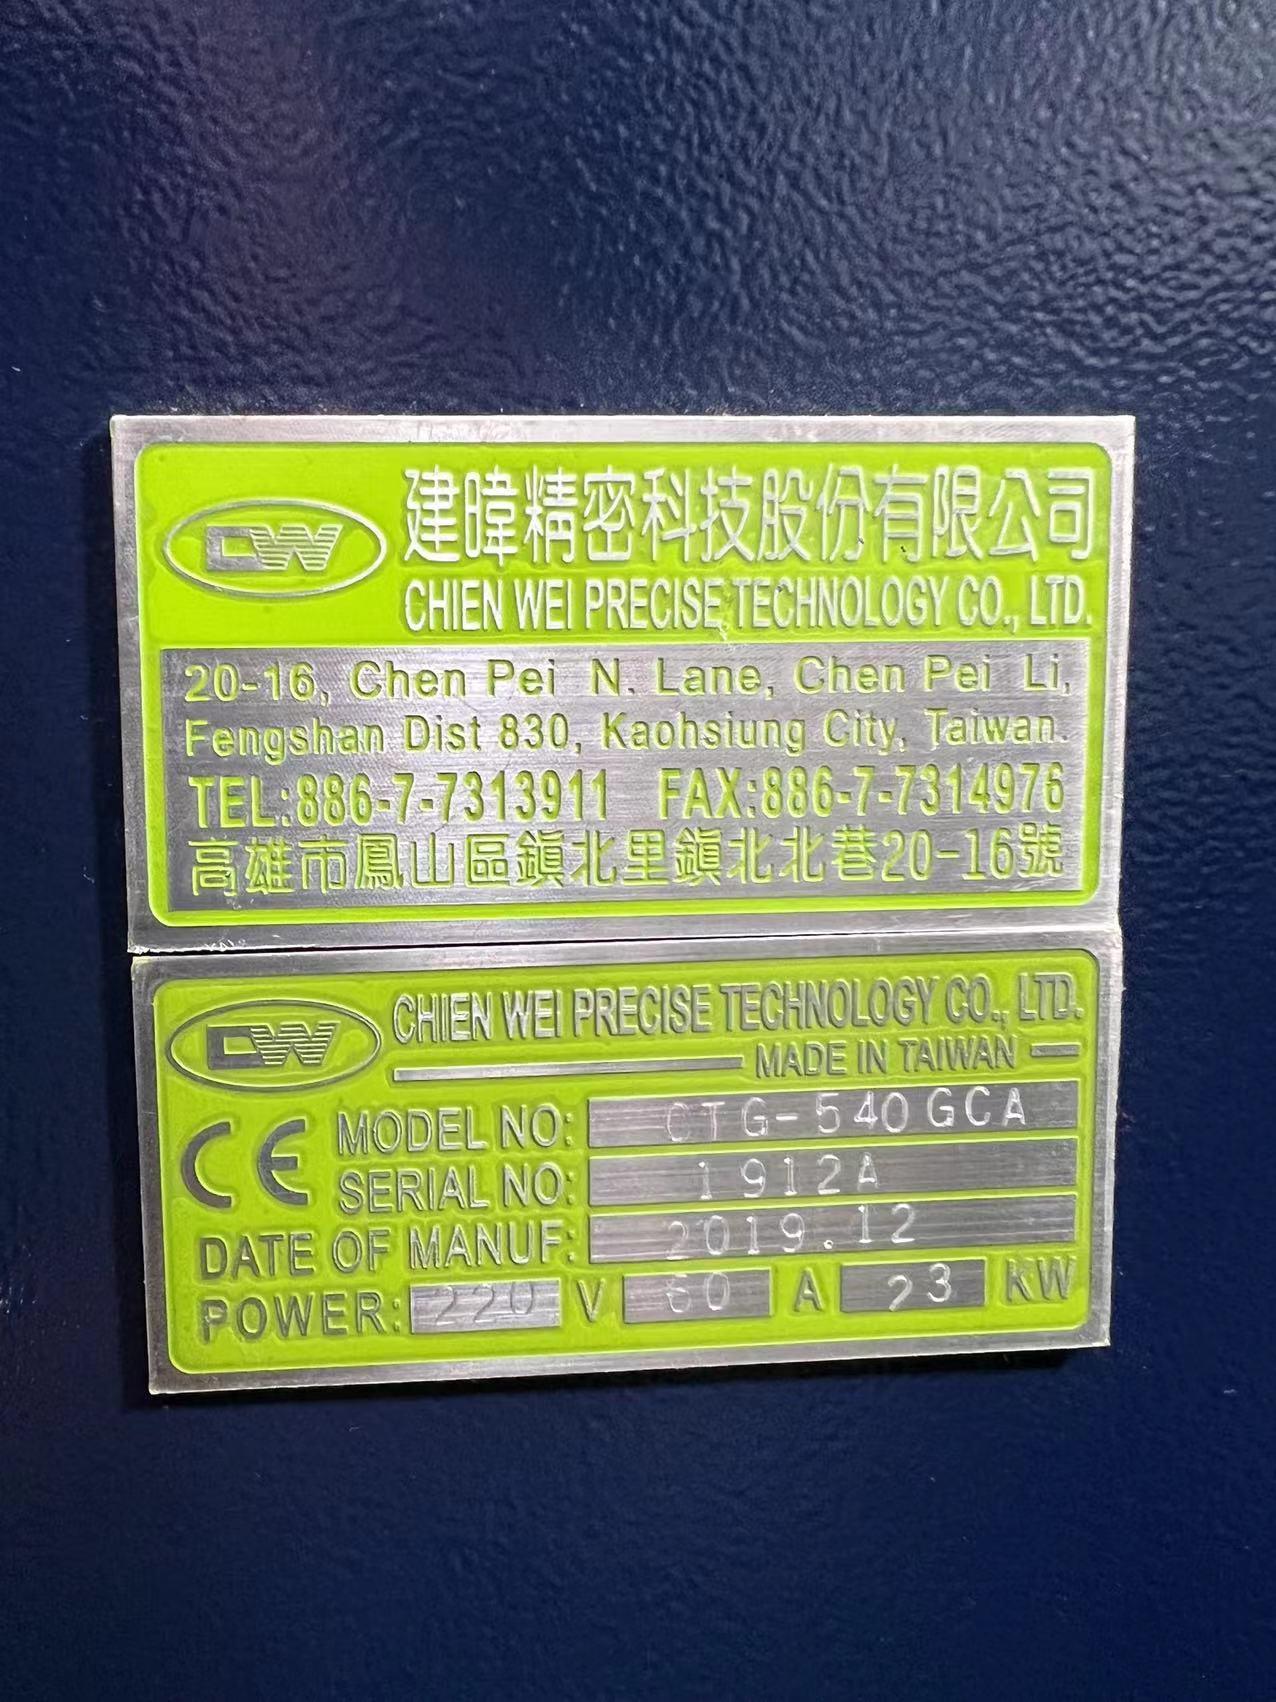 CW 建暐精密科技股份有限公司
CHIEN WEI PRECISE TECHNOLOGY CO., LTD.
20-16, Chen Pei N. Lane, Chen Pei Li,
Fengshan Dist 830, Kaohsiung City, Taiwan.
TEL:886-7-7313911 FAX:886-7-7314976
高雄市鳳山區鎮北里鎮北北巷20-16號
CW CHIEN WEI PRECISE TECHNOLOGY CO., LTD.
MADE IN TAIWAN
CE MODEL NO: CTG-540GCA
SERIAL NO: 1912A
DATE OF MANUF: 2019.12
POWER: 220 V 60 A 23 KW